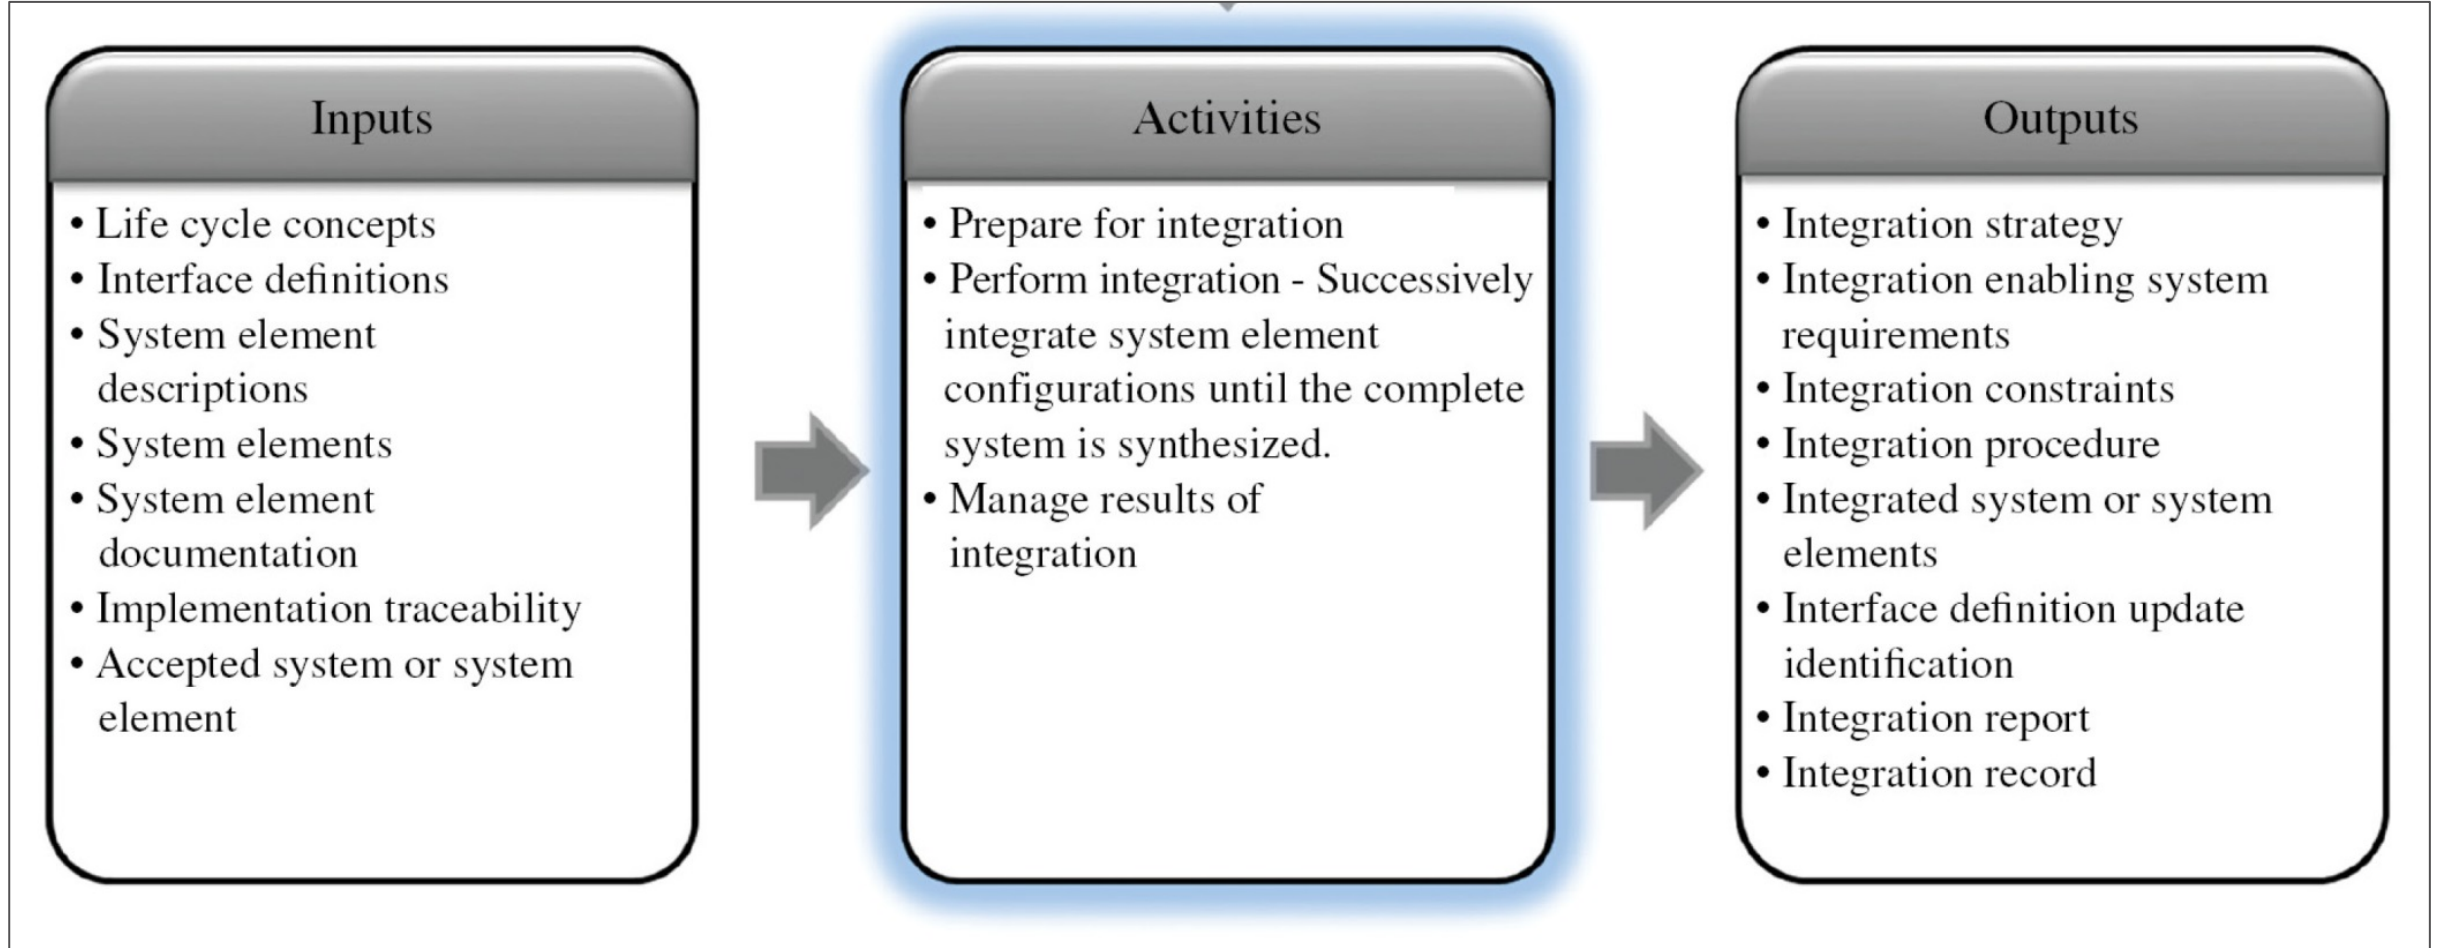 Inputs
• Life cycle concepts
• Interface definitions
• System element
descriptions
• System elements
• System element
documentation
• Implementation traceability
• Accepted system or system
element
Activities
• Prepare for integration
• Perform integration - Successively
integrate system element
configurations until the complete
system is synthesized.
• Manage results of
integration
Outputs
• Integration strategy
• Integration enabling system
requirements
• Integration constraints
• Integration procedure
• Integrated system or system
elements
• Interface definition update
identification
• Integration report
• Integration record